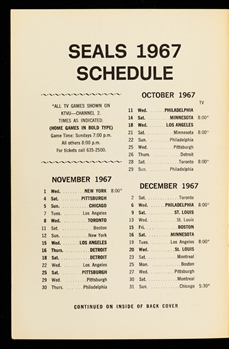 SEALS 1967
SCHEDULE
*ALL TV GAMES SHOWN ON
KTVU—CHANNEL 2.
TIMES AS INDICATED.
(HOME GAMES IN BOLD TYPE)
Game Time: Sundays 7:00 p.m.
All others 8:00 p.m.
For tickets call 635-2500.
OCTOBER 1967
TV
11 Wed. PHILADELPHIA
14 Sat. MINNESOTA 8:00*
18 Wed. LOS ANGELES
21 Sat. Minnesota 8:00*
22 Sun. Philadelphia
25 Wed. Pittsburgh
26 Thurs. Detroit
28 Sat. Toronto 8:00*
29 Sun. Philadelphia
NOVEMBER 1967
1 Wed. NEW YORK 8:00*
4 Sat. PITTSBURGH
5 Sun. CHICAGO
7 Tues. Los Angeles
8 Wed. TORONTO
11 Sat. Boston
12 Sun. New York
15 Wed. LOS ANGELES
16 Thurs. DETROIT
18 Sat. DETROIT
22 Wed. Los Angeles
25 Sat. PITTSBURGH
29 Wed. Philadelphia
30 Thurs. Philadelphia
DECEMBER 1967
2 Sat. Toronto
6 Wed. PHILADELPHIA 8:00*
9 Sat. ST. LOUIS
13 Wed. St. Louis
15 Fri. BOSTON
16 Sat. MINNESOTA
19 Tues. Los Angeles 8:00*
20 Wed. ST. LOUIS
23 Sat. Montreal
25 Mon. Boston
27 Wed. Pittsburgh
30 Sat. Montreal
31 Sun. Chicago 5:30*
CONTINUED ON INSIDE OF BACK COVER